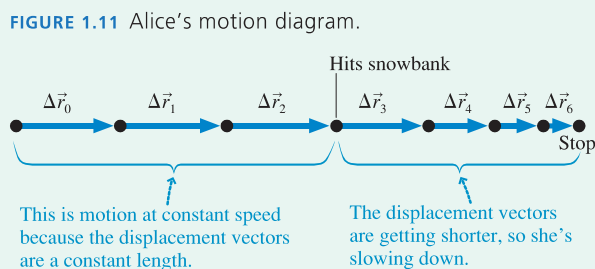 FIGURE 1.11 Alice's motion diagram.
Hits snowbank
Δr⃗₀ Δr⃗₁ Δr⃗₂ Δr⃗₃ Δr⃗₄ Δr⃗₅ Δr⃗₆
Stop
This is motion at constant speed
because the displacement vectors
are a constant length.
The displacement vectors
are getting shorter, so she's
slowing down.